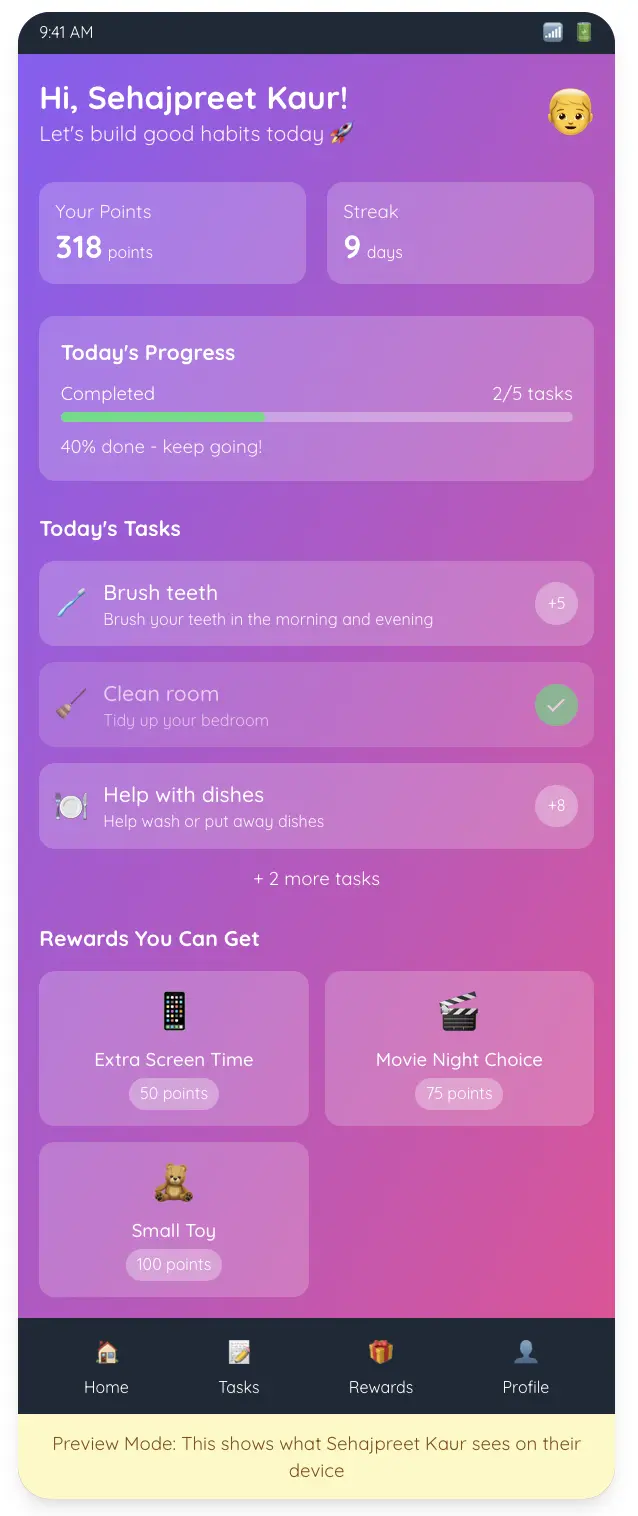 9:41 AM
Hi, Sehajpreet Kaur!
Let's build good habits today 🚀
Your Points
318 points
Streak
9 days
Today's Progress
Completed 2/5 tasks
40% done - keep going!
Today's Tasks
Brush teeth
Brush your teeth in the morning and evening
+5
Clean room
Tidy up your bedroom
Help with dishes
Help wash or put away dishes
+8
+ 2 more tasks
Rewards You Can Get
Extra Screen Time
50 points
Movie Night Choice
75 points
Small Toy
100 points
Home Tasks Rewards Profile
Preview Mode: This shows what Sehajpreet Kaur sees on their
device